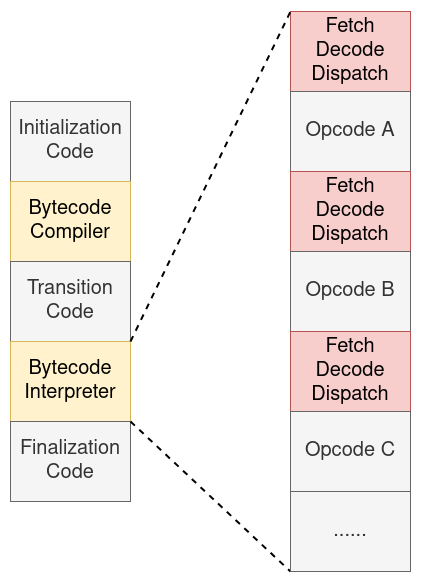 Initialization
Code
Bytecode
Compiler
Transition
Code
Bytecode
Interpreter
Finalization
Code
Fetch
Decode
Dispatch
Opcode A
Fetch
Decode
Dispatch
Opcode B
Fetch
Decode
Dispatch
Opcode C
......